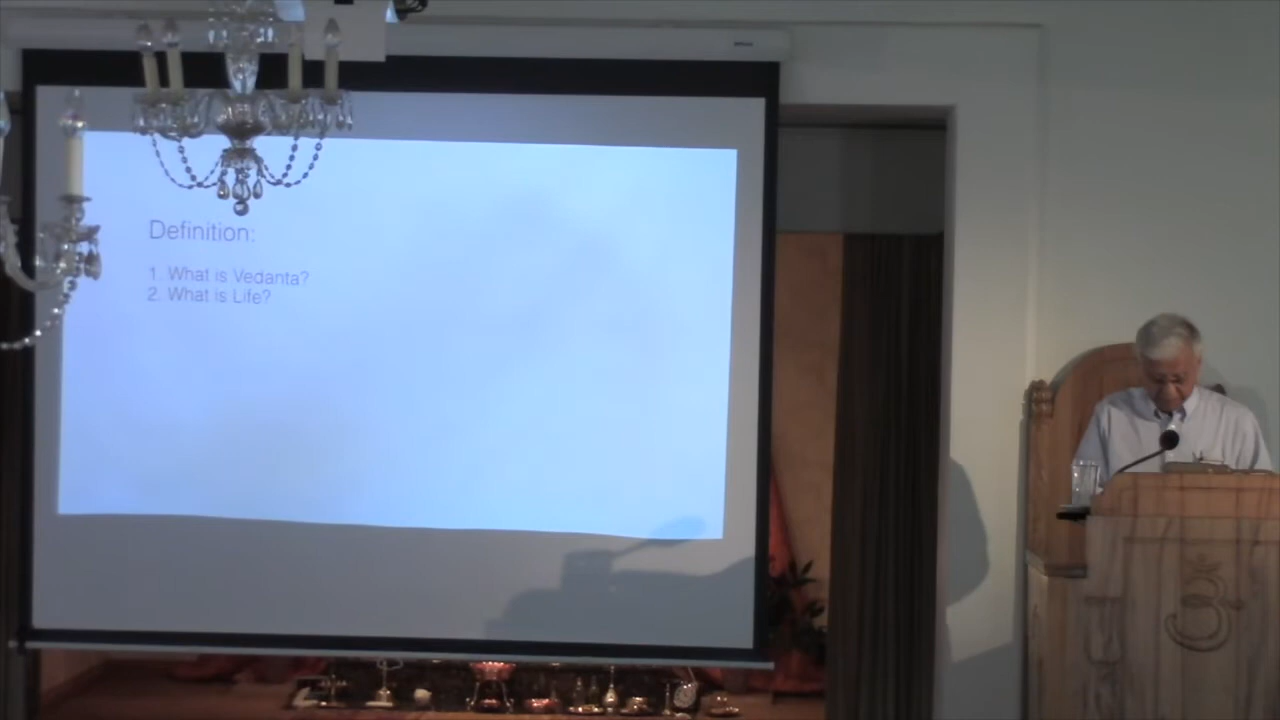 Definition:
1. What is Vedanta?
2. What is Life?
ॐ